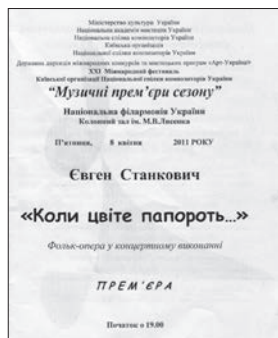 Міністерство культури України
Національна академія мистецтв України
Національна спілка композиторів України
Київська організація
Національної спілки композиторів України
Державна дирекція міжнародних конкурсів та мистецьких програм «Арт-Україна»
ХХІ Міжнародний фестиваль
Київської організації Національної спілки композиторів України
“Музичні прем’єри сезону”
Національна філармонія України
Колонний зал ім. М.В.Лисенка
П’ятниця, 8 квітня 2011 РОКУ
Євген Станкович
«Коли цвіте папороть...»
Фольк-опера у концертному виконанні
ПРЕМ’ЄРА
Початок о 19.00